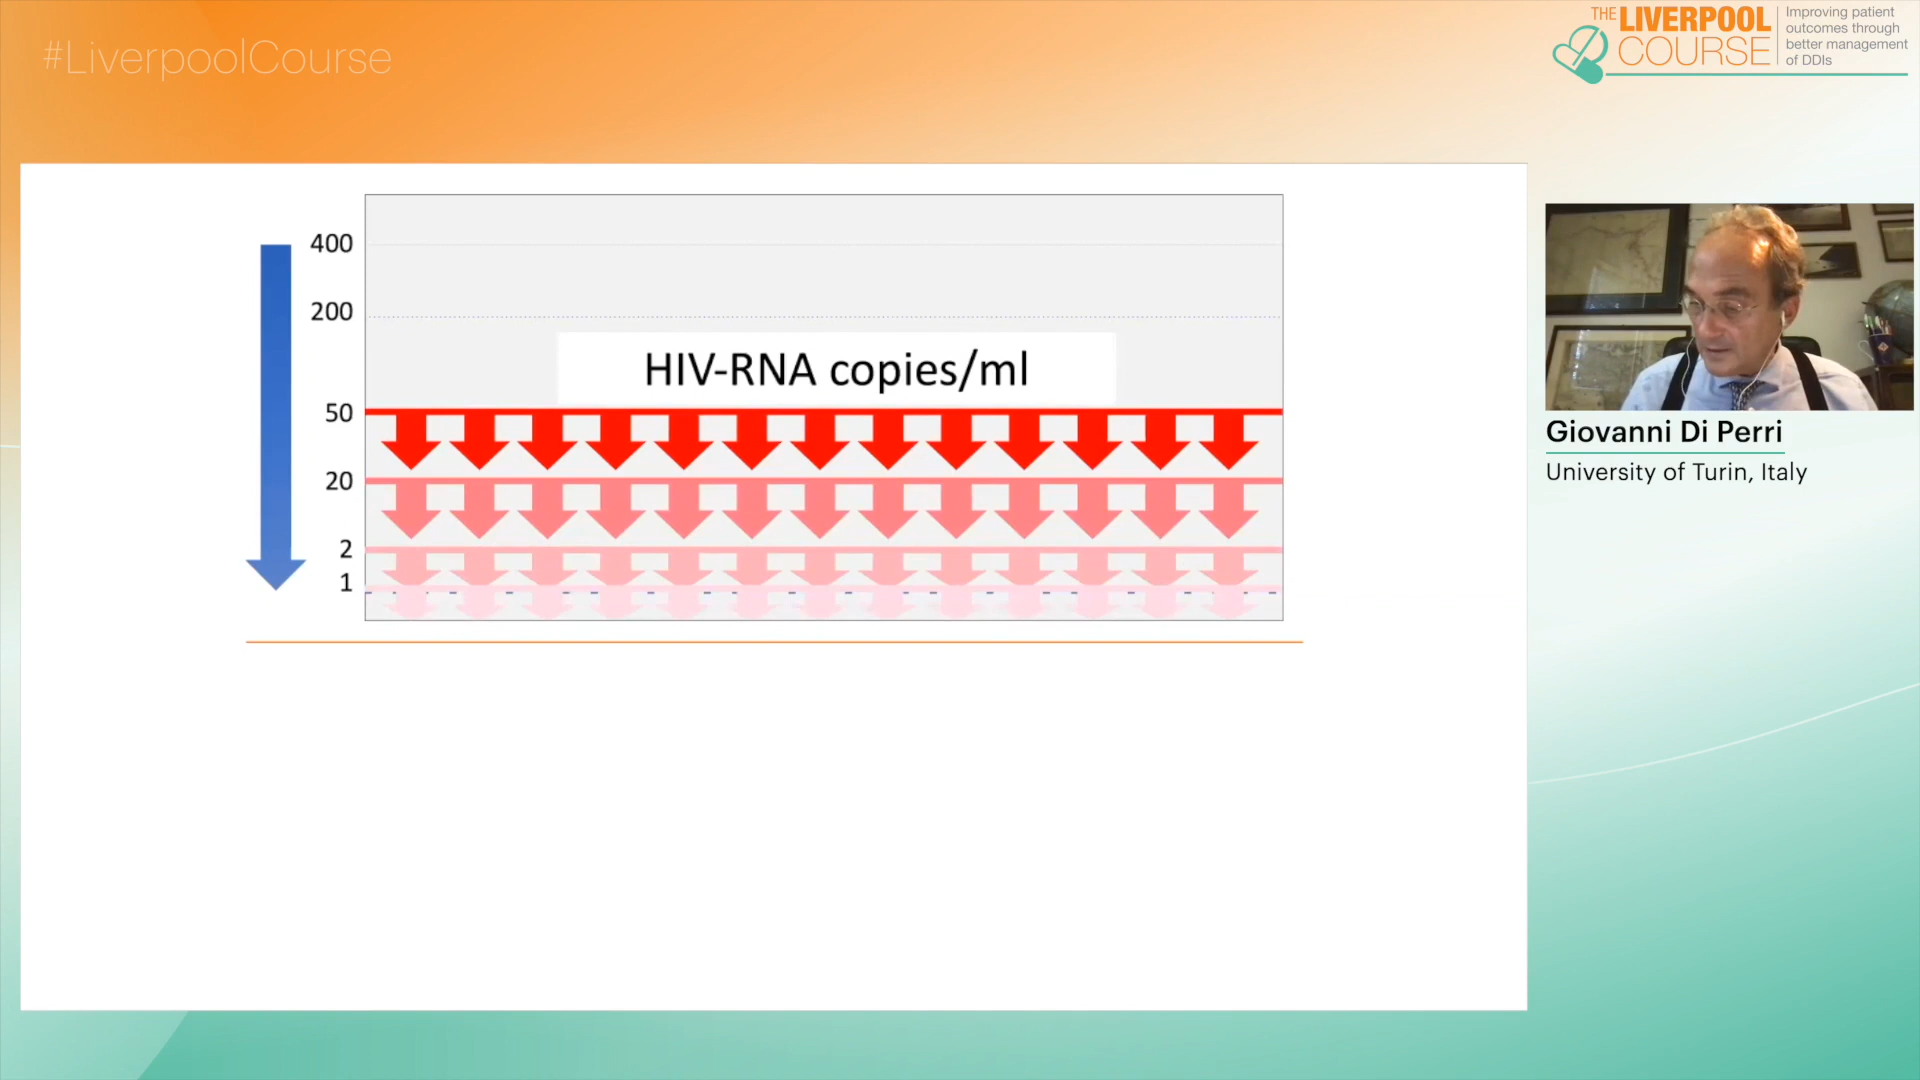 #LiverpoolCourse
THE LIVERPOOL
COURSE
Improving patient
outcomes through
better management
of DDIs
400
200
HIV-RNA copies/ml
50
20
2
1
Giovanni Di Perri
University of Turin, Italy